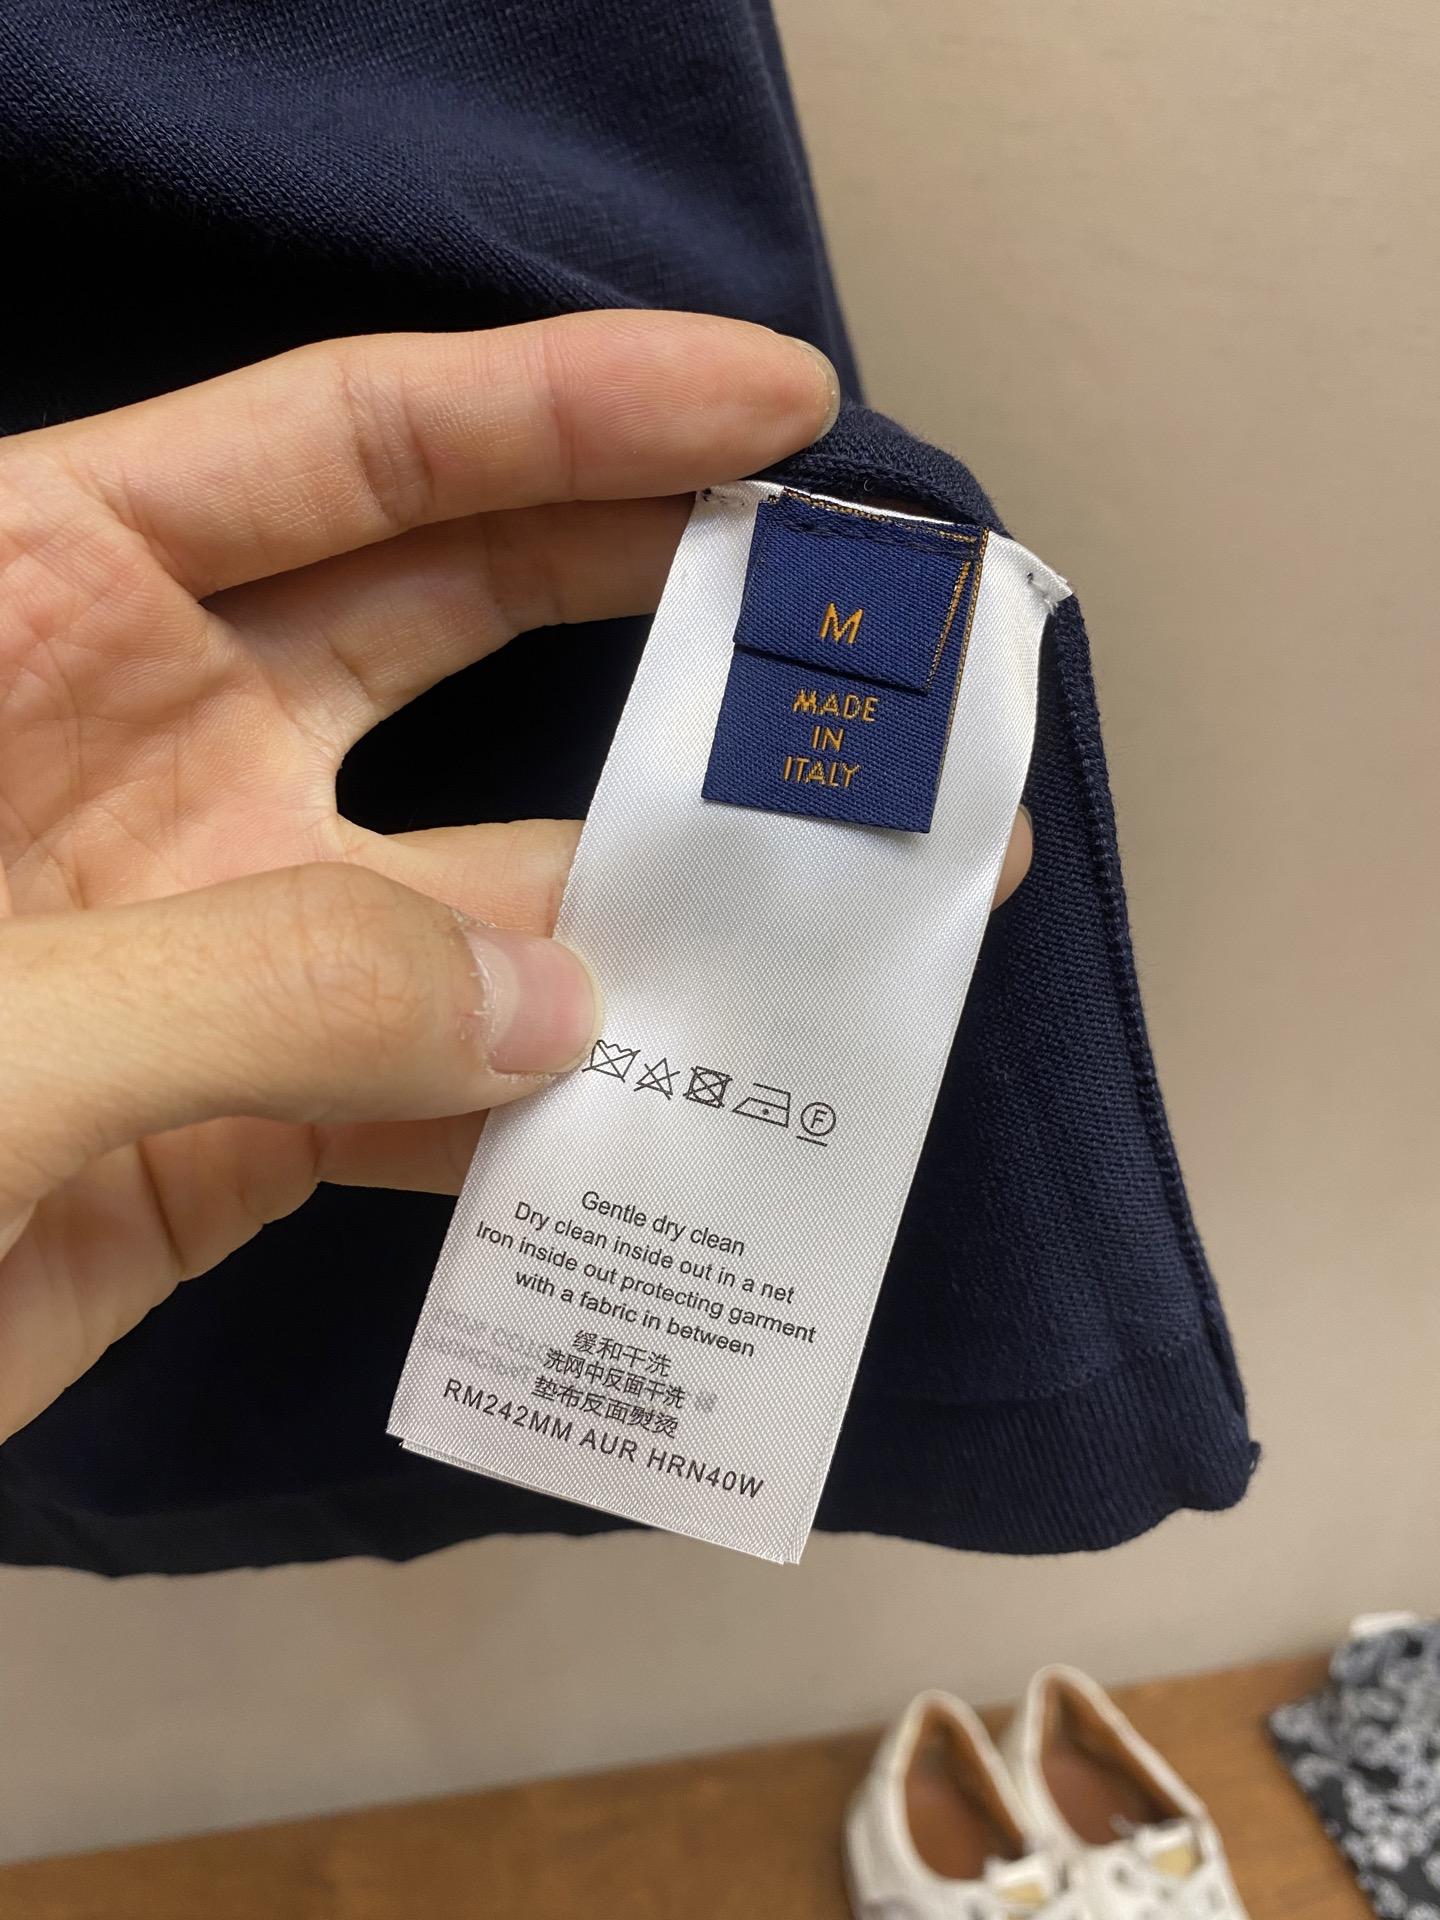 M
MADE
IN
ITALY
F
Gentle dry clean
Dry clean inside out in a net
Iron inside out protecting garment
with a fabric in between
缓和干洗
洗网中反面干洗
垫布反面熨烫
RM242MM AUR HRN40W